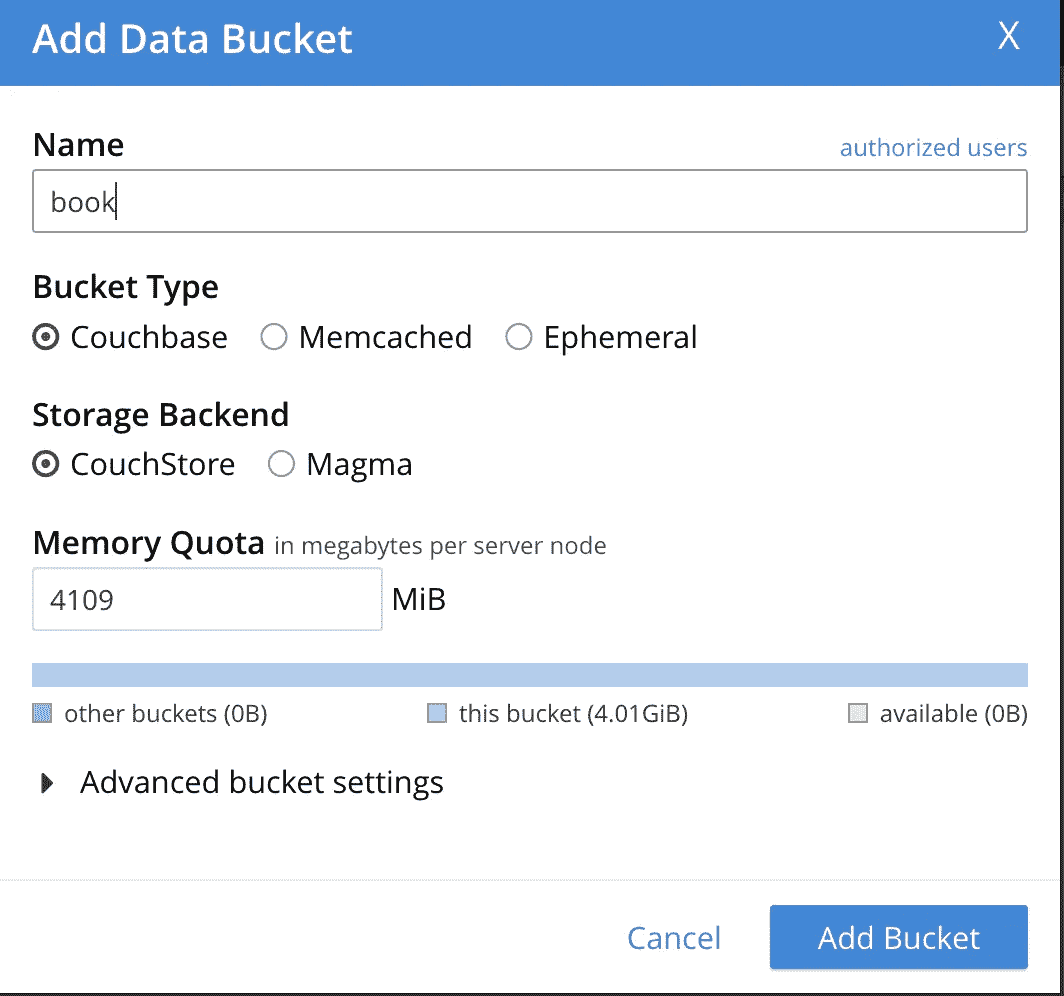 Add Data Bucket X
Name authorized users
book
Bucket Type
Couchbase Memcached Ephemeral
Storage Backend
CouchStore Magma
Memory Quota in megabytes per server node
4109 MiB
other buckets (0B) this bucket (4.01GiB) available (0B)
Advanced bucket settings
Cancel Add Bucket